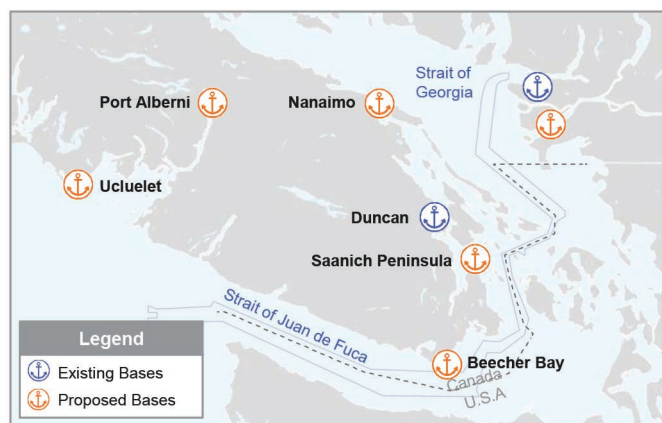 Strait of
Georgia
Port Alberni
Nanaimo
Ucluelet
Duncan
Saanich Peninsula
Strait of Juan de Fuca
Beecher Bay
Canada
U.S.A
Legend
Existing Bases
Proposed Bases